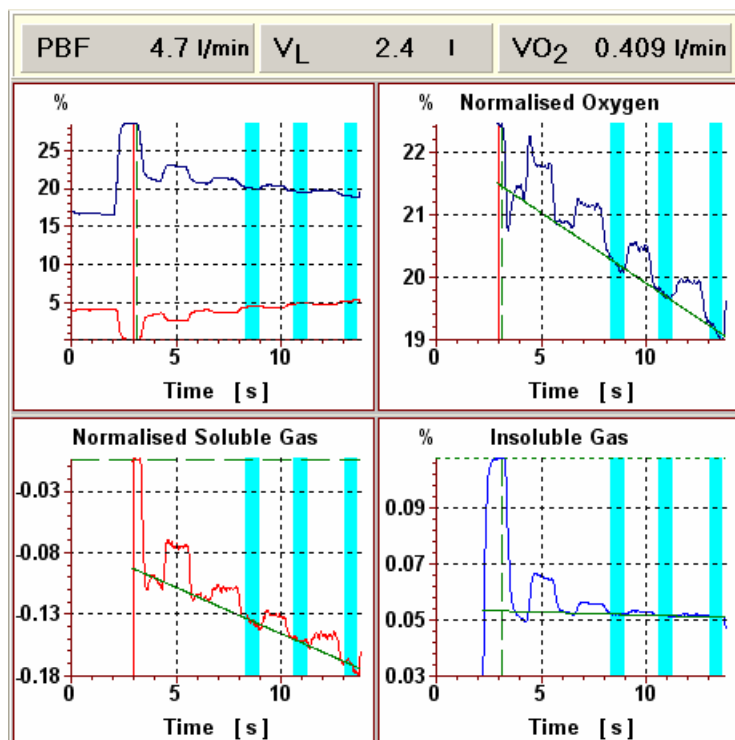 PBF 4.7 l/min VL 2.4 l VO2 0.409 l/min
%
25
20
15
10
5
0 5 10
Time [ s ]
% Normalised Oxygen
22
21
20
19
0 5 10
Time [ s ]
Normalised Soluble Gas
-0.03
-0.08
-0.13
-0.18
0 5 10
Time [ s ]
% Insoluble Gas
0.09
0.07
0.05
0.03
0 5 10
Time [ s ]